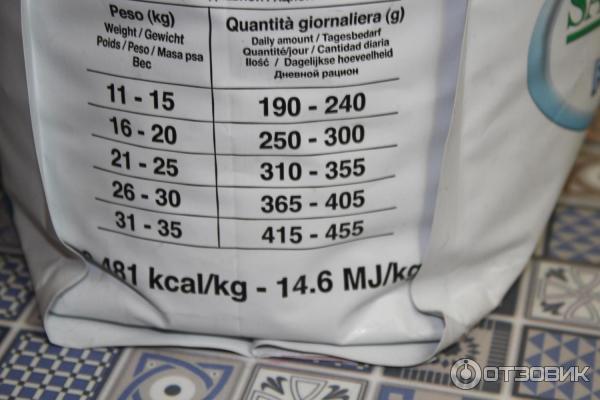 Peso (kg)
Weight / Gewicht
Poids / Peso / Masa psa
Вес
Quantità giornaliera (g)
Daily amount / Tagesbedarf
Quantité/jour / Cantidad diaria
Ilość / Dagelijkse hoeveelheid
Дневной рацион
11 - 15 190 - 240
16 - 20 250 - 300
21 - 25 310 - 355
26 - 30 365 - 405
31 - 35 415 - 455
481 kcal/kg - 14.6 MJ/kg
ОТЗОВИК